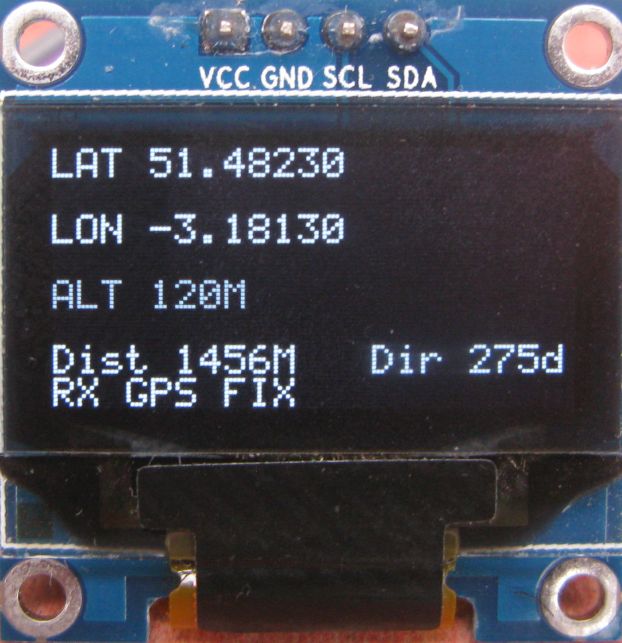 VCC GND SCL SDA
LAT 51.48230
LON -3.18130
ALT 120M
Dist 1456M   Dir 275d
RX GPS FIX